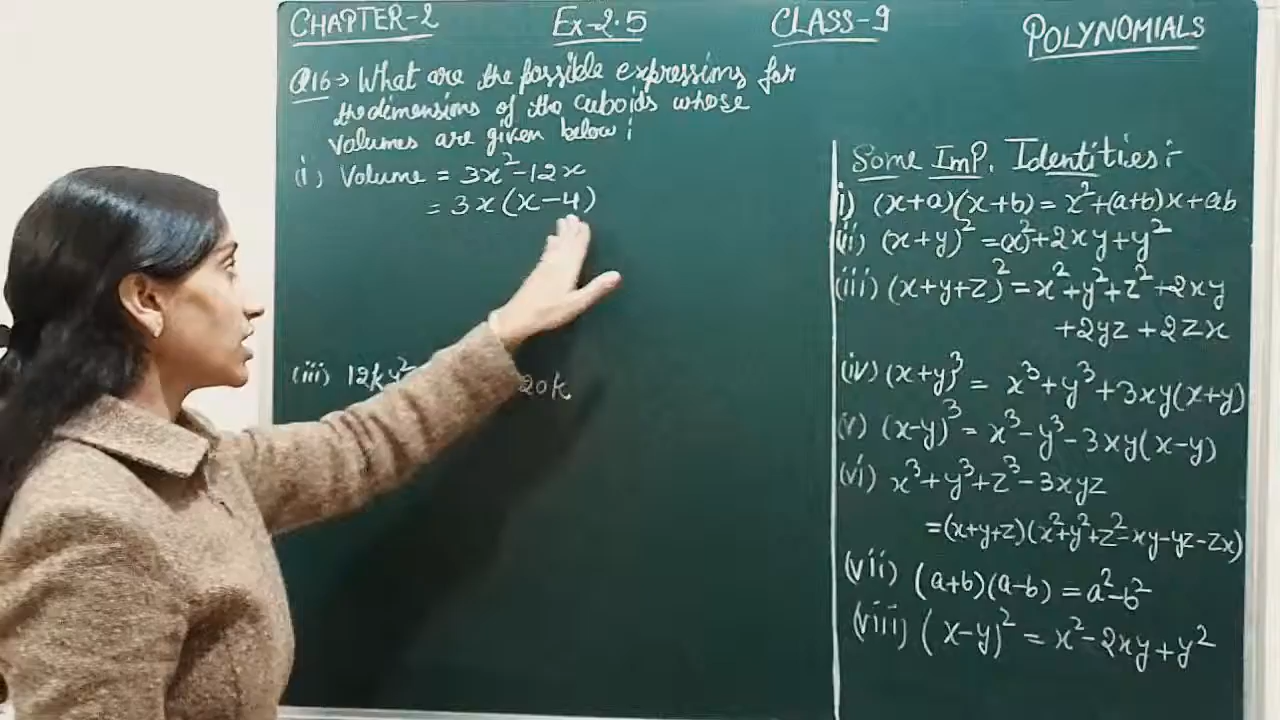 CHAPTER-2 Ex-2.5 CLASS-9 POLYNOMIALS
Q16→ What are the possible expressions for
the dimensions of the cuboids whose
volumes are given below:
(i) Volume = 3x²-12x
= 3x(x-4)
(iii) 12ky² 20k
Some Imp. Identities:-
i) (x+a)(x+b) = x²+(a+b)x+ab
(ii) (x+y)² = x²+2xy+y²
(iii) (x+y+z)² = x²+y²+z²+2xy
+2yz+2zx
(iv) (x+y)³ = x³+y³+3xy(x+y)
(v) (x-y)³ = x³-y³-3xy(x-y)
(vi) x³+y³+z³-3xyz
=(x+y+z)(x²+y²+z²-xy-yz-zx)
(vii) (a+b)(a-b) = a²-b²
(viii) (x-y)² = x²-2xy+y²